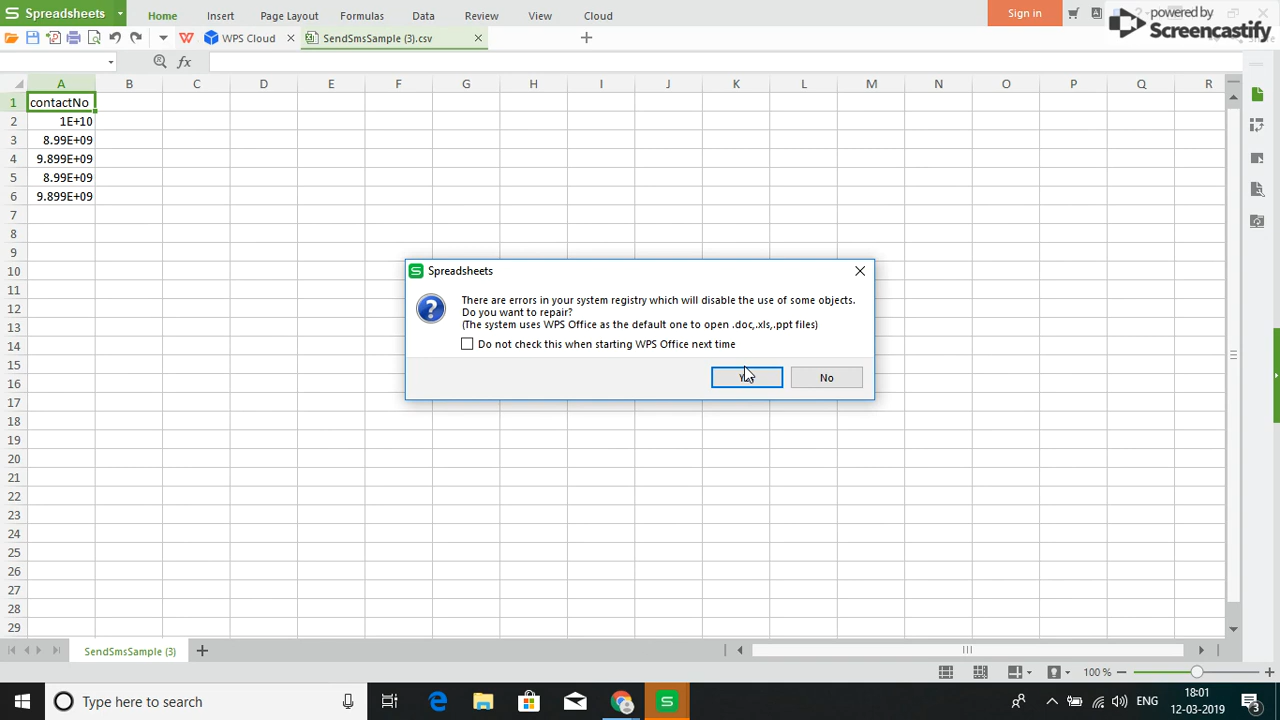 Spreadsheets
Home
Insert
Page Layout
Formulas
Data
Review
View
Cloud
Sign in
powered by
Screencastify
WPS Cloud
SendSmsSample (3).csv
fx
A B C D E F G H I J K L M N O P Q R
1 contactNo
2 1E+10
3 8.99E+09
4 9.899E+09
5 8.99E+09
6 9.899E+09
7
8
9
10
11
12
13
14
15
16
17
18
19
20
21
22
23
24
25
26
27
28
29
Spreadsheets
There are errors in your system registry which will disable the use of some objects.
Do you want to repair?
(The system uses WPS Office as the default one to open .doc,.xls,.ppt files)
Do not check this when starting WPS Office next time
No
SendSmsSample (3)
100 %
Type here to search
ENG
18:01
12-03-2019
3